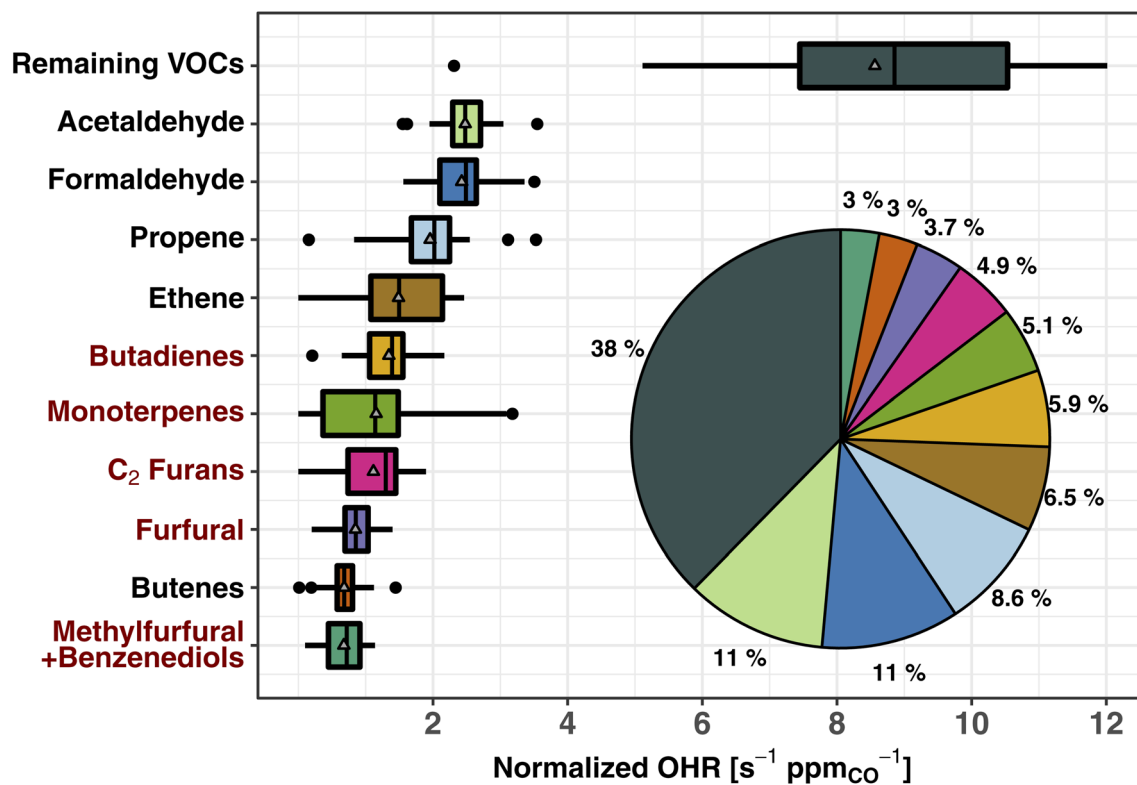 Remaining VOCs
Acetaldehyde
Formaldehyde
Propene
Ethene
Butadienes
Monoterpenes
C₂ Furans
Furfural
Butenes
Methylfurfural
+Benzenediols
3 %
3 %
3.7 %
4.9 %
5.1 %
5.9 %
6.5 %
8.6 %
11 %
11 %
38 %
2 4 6 8 10 12
Normalized OHR [s⁻¹ ppm_CO⁻¹]